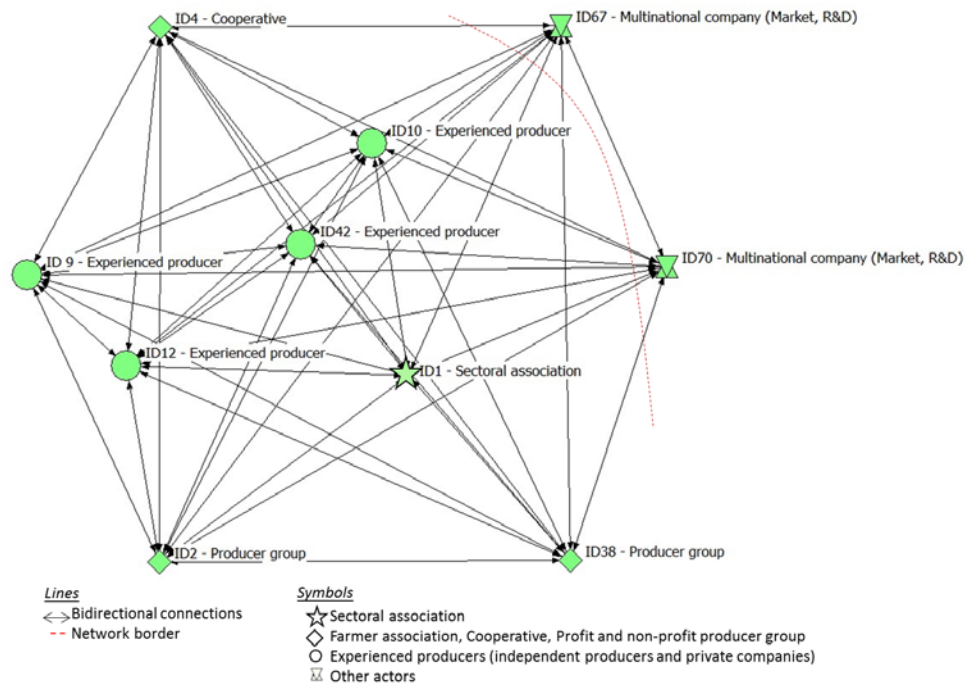 ID4 - Cooperative
ID67 - Multinational company (Market, R&D)
ID10 - Experienced producer
ID42 - Experienced producer
ID 9 - Experienced producer
ID70 - Multinational company (Market, R&D)
ID12 - Experienced producer
ID1 - Sectoral association
ID2 - Producer group
ID38 - Producer group
Lines
Bidirectional connections
Network border
Symbols
Sectoral association
Farmer association, Cooperative, Profit and non-profit producer group
Experienced producers (independent producers and private companies)
Other actors